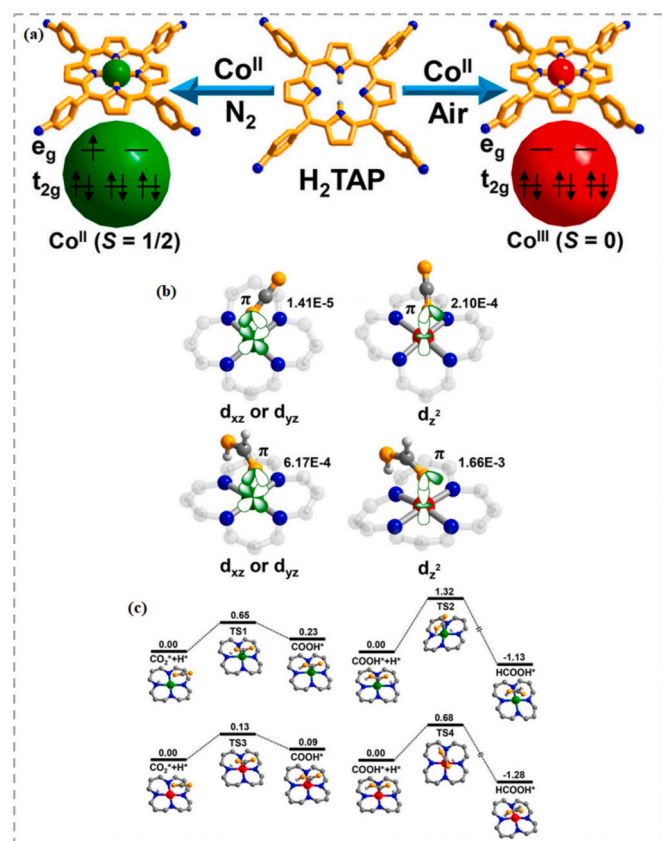 (a)
Co^II
N₂
H₂TAP
Co^II
Air
e_g
t_2g
Co^II (S = 1/2)
e_g
t_2g
Co^III (S = 0)
(b)
π
1.41E-5
d_xz or d_yz
π
2.10E-4
d_z²
π
6.17E-4
d_xz or d_yz
π
1.66E-3
d_z²
(c)
0.00
CO₂*+H*
0.65
TS1
0.23
COOH*
0.00
COOH*+H*
1.32
TS2
-1.13
HCOOH*
0.00
CO₂*+H*
0.13
TS3
0.09
COOH*
0.00
COOH*+H*
0.68
TS4
-1.28
HCOOH*